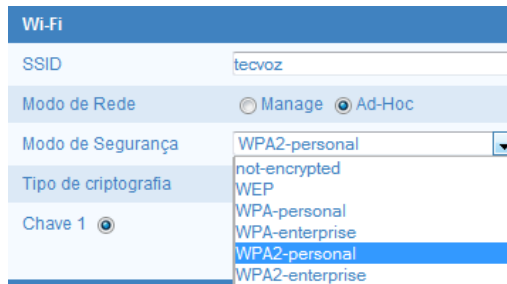 Wi-Fi
SSID tecvoz
Modo de Rede Manage Ad-Hoc
Modo de Segurança WPA2-personal
not-encrypted
Tipo de criptografia WEP
WPA-personal
Chave 1 WPA-enterprise
WPA2-personal
WPA2-enterprise